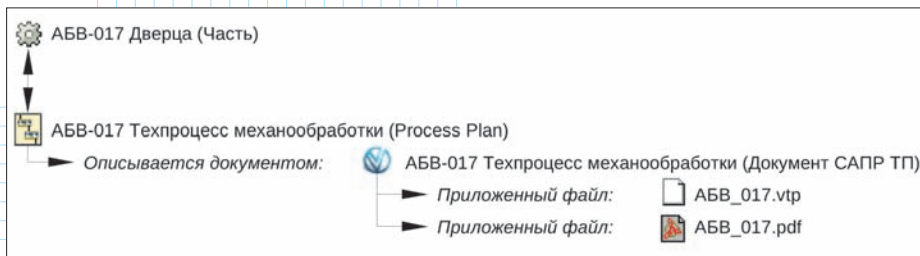 АБВ-017 Дверца (Часть)
АБВ-017 Техпроцесс механообработки (Process Plan)
Описывается документом: АБВ-017 Техпроцесс механообработки (Документ САПР ТП)
Приложенный файл: АБВ_017.vtp
Приложенный файл: АБВ_017.pdf